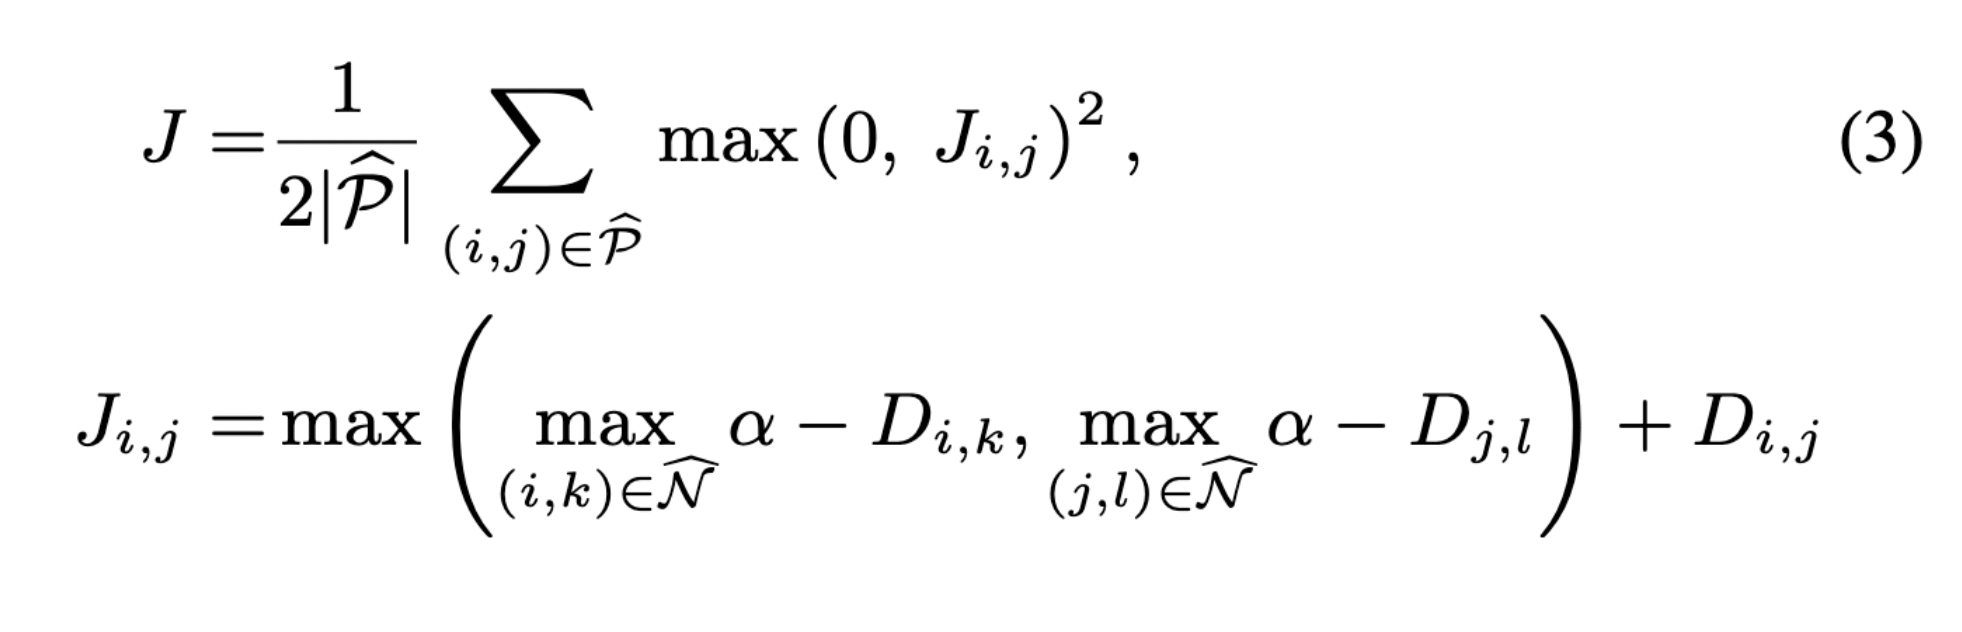 J = \frac{1}{2|\widehat{\mathcal{P}}|} \sum_{(i,j)\in\widehat{\mathcal{P}}} \max\left(0,\ J_{i,j}\right)^2, (3)
J_{i,j} = \max\left(\max_{(i,k)\in\widehat{\mathcal{N}}} \alpha - D_{i,k}, \max_{(j,l)\in\widehat{\mathcal{N}}} \alpha - D_{j,l}\right) + D_{i,j}